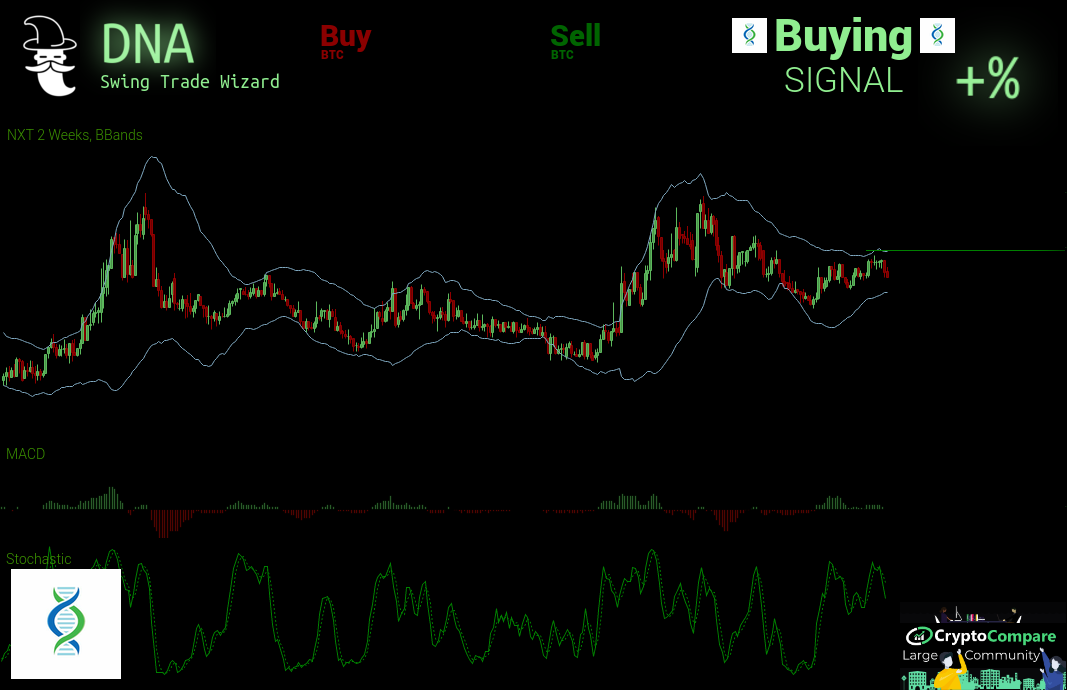 DNA
Swing Trade Wizard
Buy
BTC
Sell
BTC
Buying
SIGNAL
+%
NXT 2 Weeks, BBands
MACD
Stochastic
CryptoCompare
Large Community